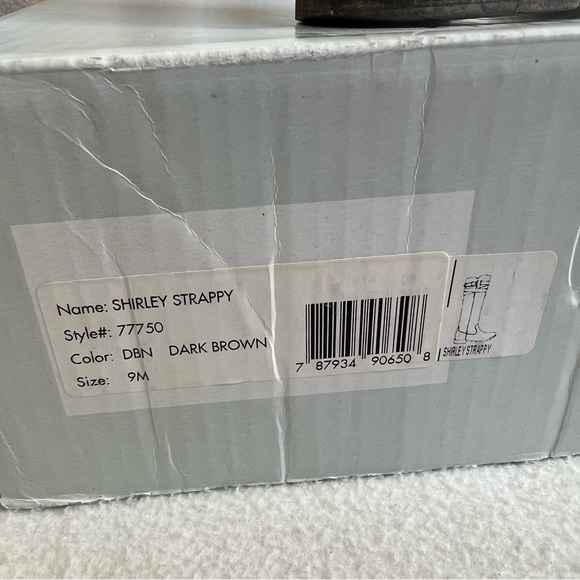 Name: SHIRLEY STRAPPY
Style#: 77750
Color: DBN DARK BROWN
Size: 9M
7 87934 90650 8
SHIRLEY STRAPPY